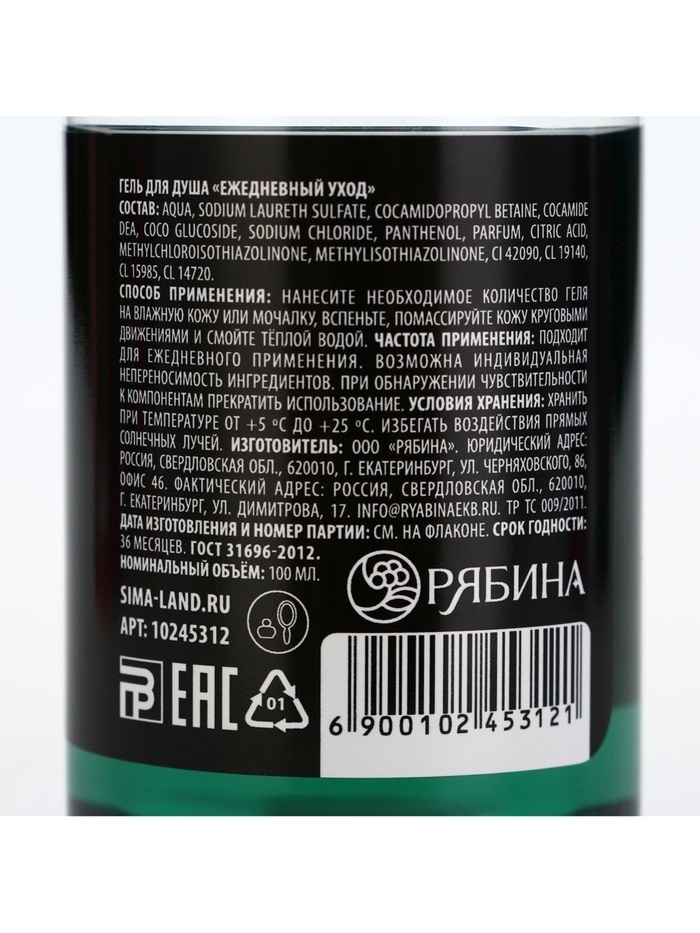 ГЕЛЬ ДЛЯ ДУША «ЕЖЕДНЕВНЫЙ УХОД»
СОСТАВ: AQUA, SODIUM LAURETH SULFATE, COCAMIDOPROPYL BETAINE, COCAMIDE
DEA, COCO GLUCOSIDE, SODIUM CHLORIDE, PANTHENOL, PARFUM, CITRIC ACID,
METHYLCHLOROISOTHIAZOLINONE, METHYLISOTHIAZOLINONE, CI 42090, CL 19140,
CL 15985, CL 14720.
СПОСОБ ПРИМЕНЕНИЯ: НАНЕСИТЕ НЕОБХОДИМОЕ КОЛИЧЕСТВО ГЕЛЯ
НА ВЛАЖНУЮ КОЖУ ИЛИ МОЧАЛКУ, ВСПЕНЬТЕ, ПОМАССИРУЙТЕ КОЖУ КРУГОВЫМИ
ДВИЖЕНИЯМИ И СМОЙТЕ ТЁПЛОЙ ВОДОЙ. ЧАСТОТА ПРИМЕНЕНИЯ: ПОДХОДИТ
ДЛЯ ЕЖЕДНЕВНОГО ПРИМЕНЕНИЯ. ВОЗМОЖНА ИНДИВИДУАЛЬНАЯ
НЕПЕРЕНОСИМОСТЬ ИНГРЕДИЕНТОВ. ПРИ ОБНАРУЖЕНИИ ЧУВСТВИТЕЛЬНОСТИ
К КОМПОНЕНТАМ ПРЕКРАТИТЬ ИСПОЛЬЗОВАНИЕ. УСЛОВИЯ ХРАНЕНИЯ: ХРАНИТЬ
ПРИ ТЕМПЕРАТУРЕ ОТ +5 ºС ДО +25 ºС. ИЗБЕГАТЬ ВОЗДЕЙСТВИЯ ПРЯМЫХ
СОЛНЕЧНЫХ ЛУЧЕЙ. ИЗГОТОВИТЕЛЬ: ООО «РЯБИНА». ЮРИДИЧЕСКИЙ АДРЕС:
РОССИЯ, СВЕРДЛОВСКАЯ ОБЛ., 620010, Г. ЕКАТЕРИНБУРГ, УЛ. ЧЕРНЯХОВСКОГО, 86,
ОФИС 46. ФАКТИЧЕСКИЙ АДРЕС: РОССИЯ, СВЕРДЛОВСКАЯ ОБЛ., 620010,
Г. ЕКАТЕРИНБУРГ, УЛ. ДИМИТРОВА, 17. INFO@RYABINAEKB.RU. ТР ТС 009/2011.
ДАТА ИЗГОТОВЛЕНИЯ И НОМЕР ПАРТИИ: СМ. НА ФЛАКОНЕ. СРОК ГОДНОСТИ:
36 МЕСЯЦЕВ. ГОСТ 31696-2012.
НОМИНАЛЬНЫЙ ОБЪЁМ: 100 МЛ.
РЯБИНА
SIMA-LAND.RU
АРТ: 10245312
EAC
01
6 900102 453121